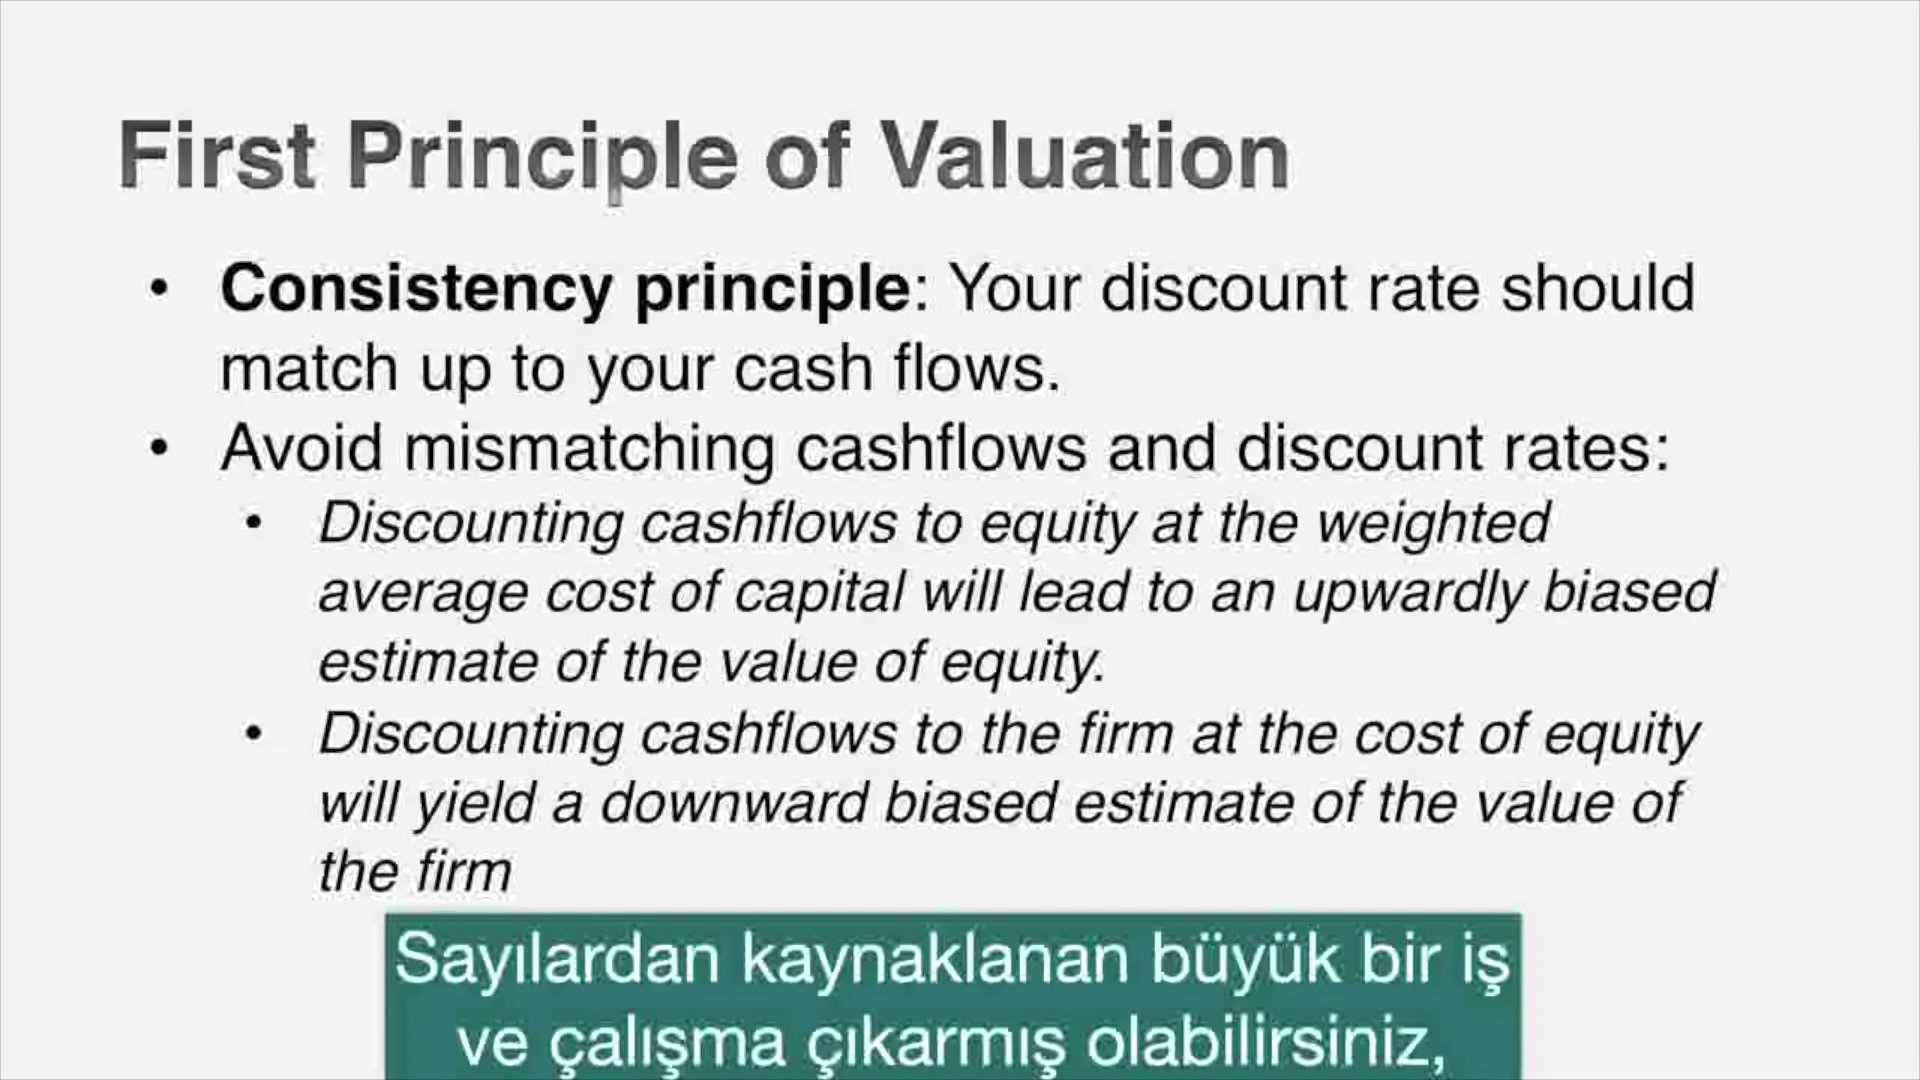 First Principle of Valuation
• Consistency principle: Your discount rate should
match up to your cash flows.
• Avoid mismatching cashflows and discount rates:
• Discounting cashflows to equity at the weighted
average cost of capital will lead to an upwardly biased
estimate of the value of equity.
• Discounting cashflows to the firm at the cost of equity
will yield a downward biased estimate of the value of
the firm
Sayılardan kaynaklanan büyük bir iş
ve çalışma çıkarmış olabilirsiniz,